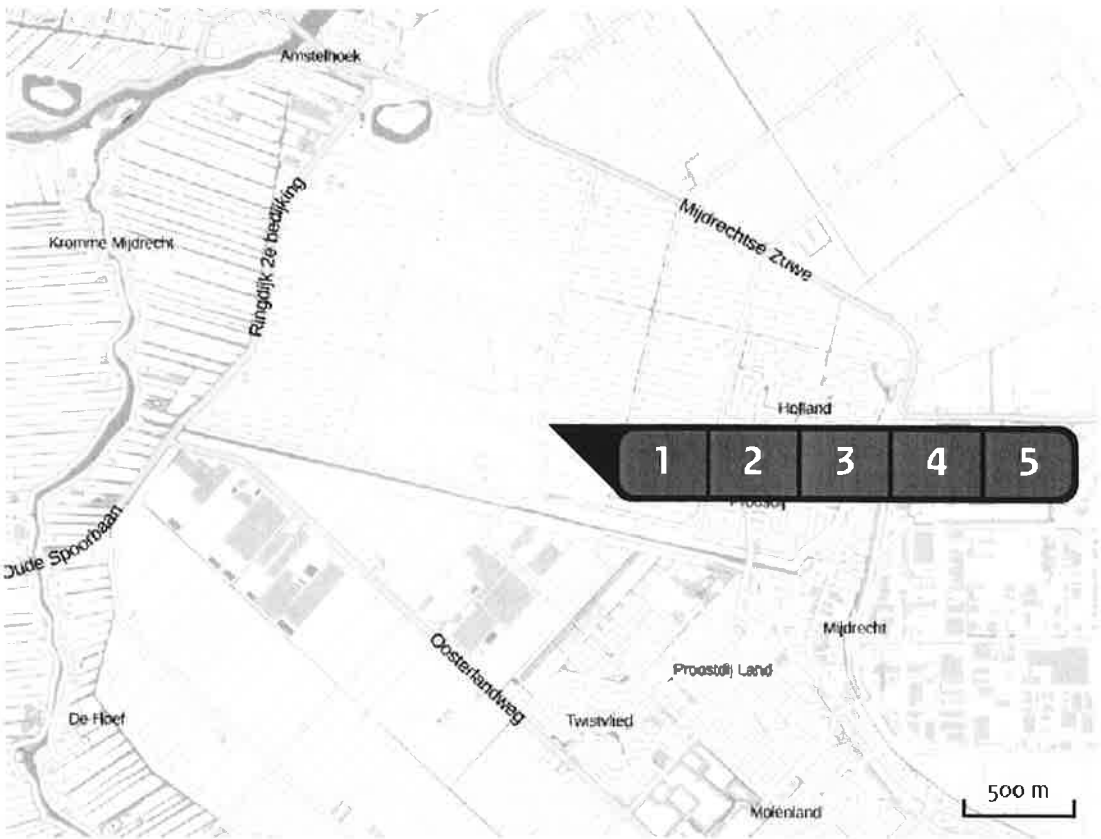 Amstelhoek
Mijdrechtse Zuwe
Ringdijk 2e bedijking
Kromme Mijdrecht
Holland
1 2 3 4 5
Oude Spoorbaan
Mijdrecht
Oosterlandweg
Proostdij Land
De Hoef
Twistvlied
500 m
Molenland